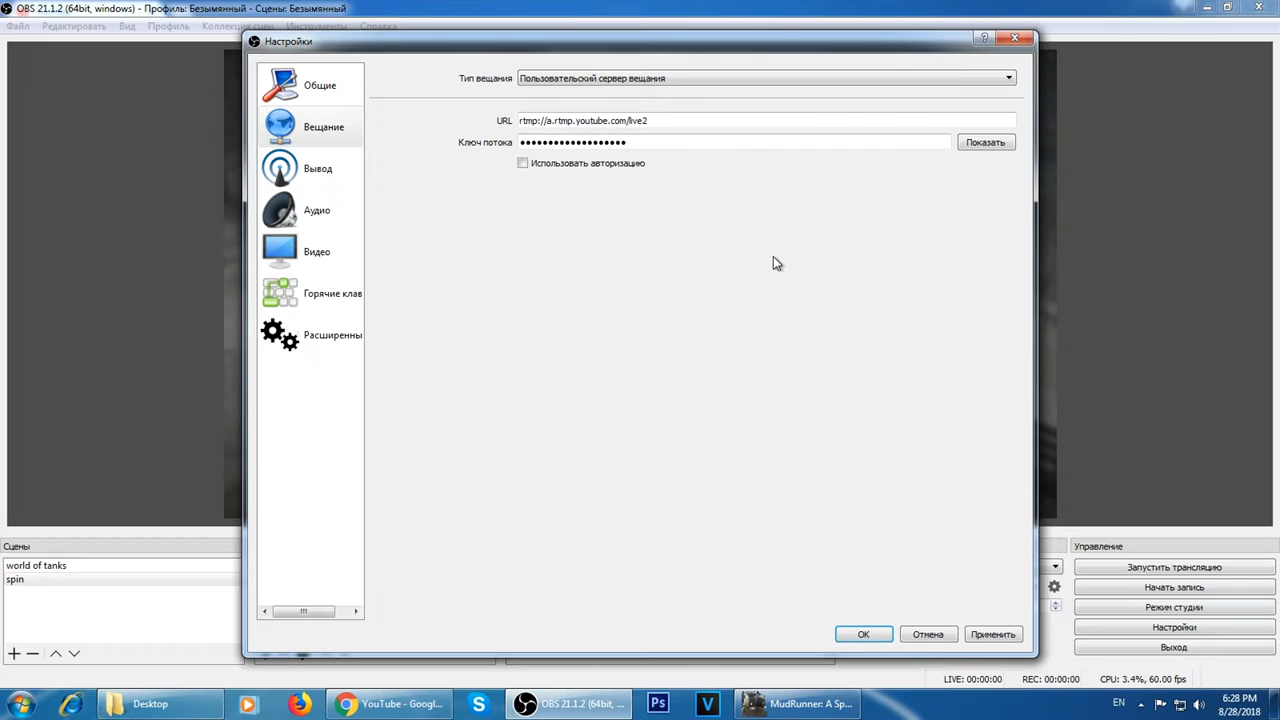 OBS 21.1.2 (64bit, windows) - Профиль: Безымянный - Сцены: Безымянный
Файл Редактировать Вид Профиль Коллекция сцен Инструменты Справка
Настройки
Общие
Вещание
Вывод
Аудио
Видео
Горячие клав
Расширенны
Тип вещания Пользовательский сервер вещания
URL rtmp://a.rtmp.youtube.com/live2
Ключ потока ●●●●●●●●●●●●●●●●●●● Показать
Использовать авторизацию
OK Отмена Применить
Сцены
world of tanks
spin
Управление
Запустить трансляцию
Начать запись
Режим студии
Настройки
Выход
LIVE: 00:00:00 REC: 00:00:00 CPU: 3.4%, 60.00 fps
Desktop YouTube - Googl... OBS 21.1.2 (64bit, ... Ps V MudRunner: A Sp... EN 6:28 PM
8/28/2018